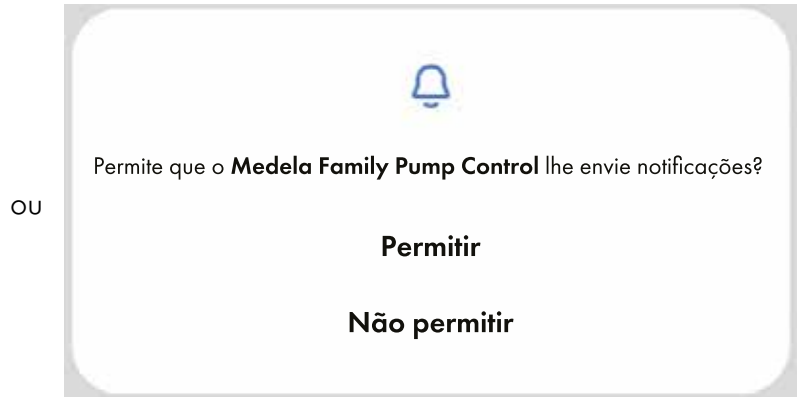 Permite que o Medela Family Pump Control lhe envie notificações?
ou
Permitir
Não permitir